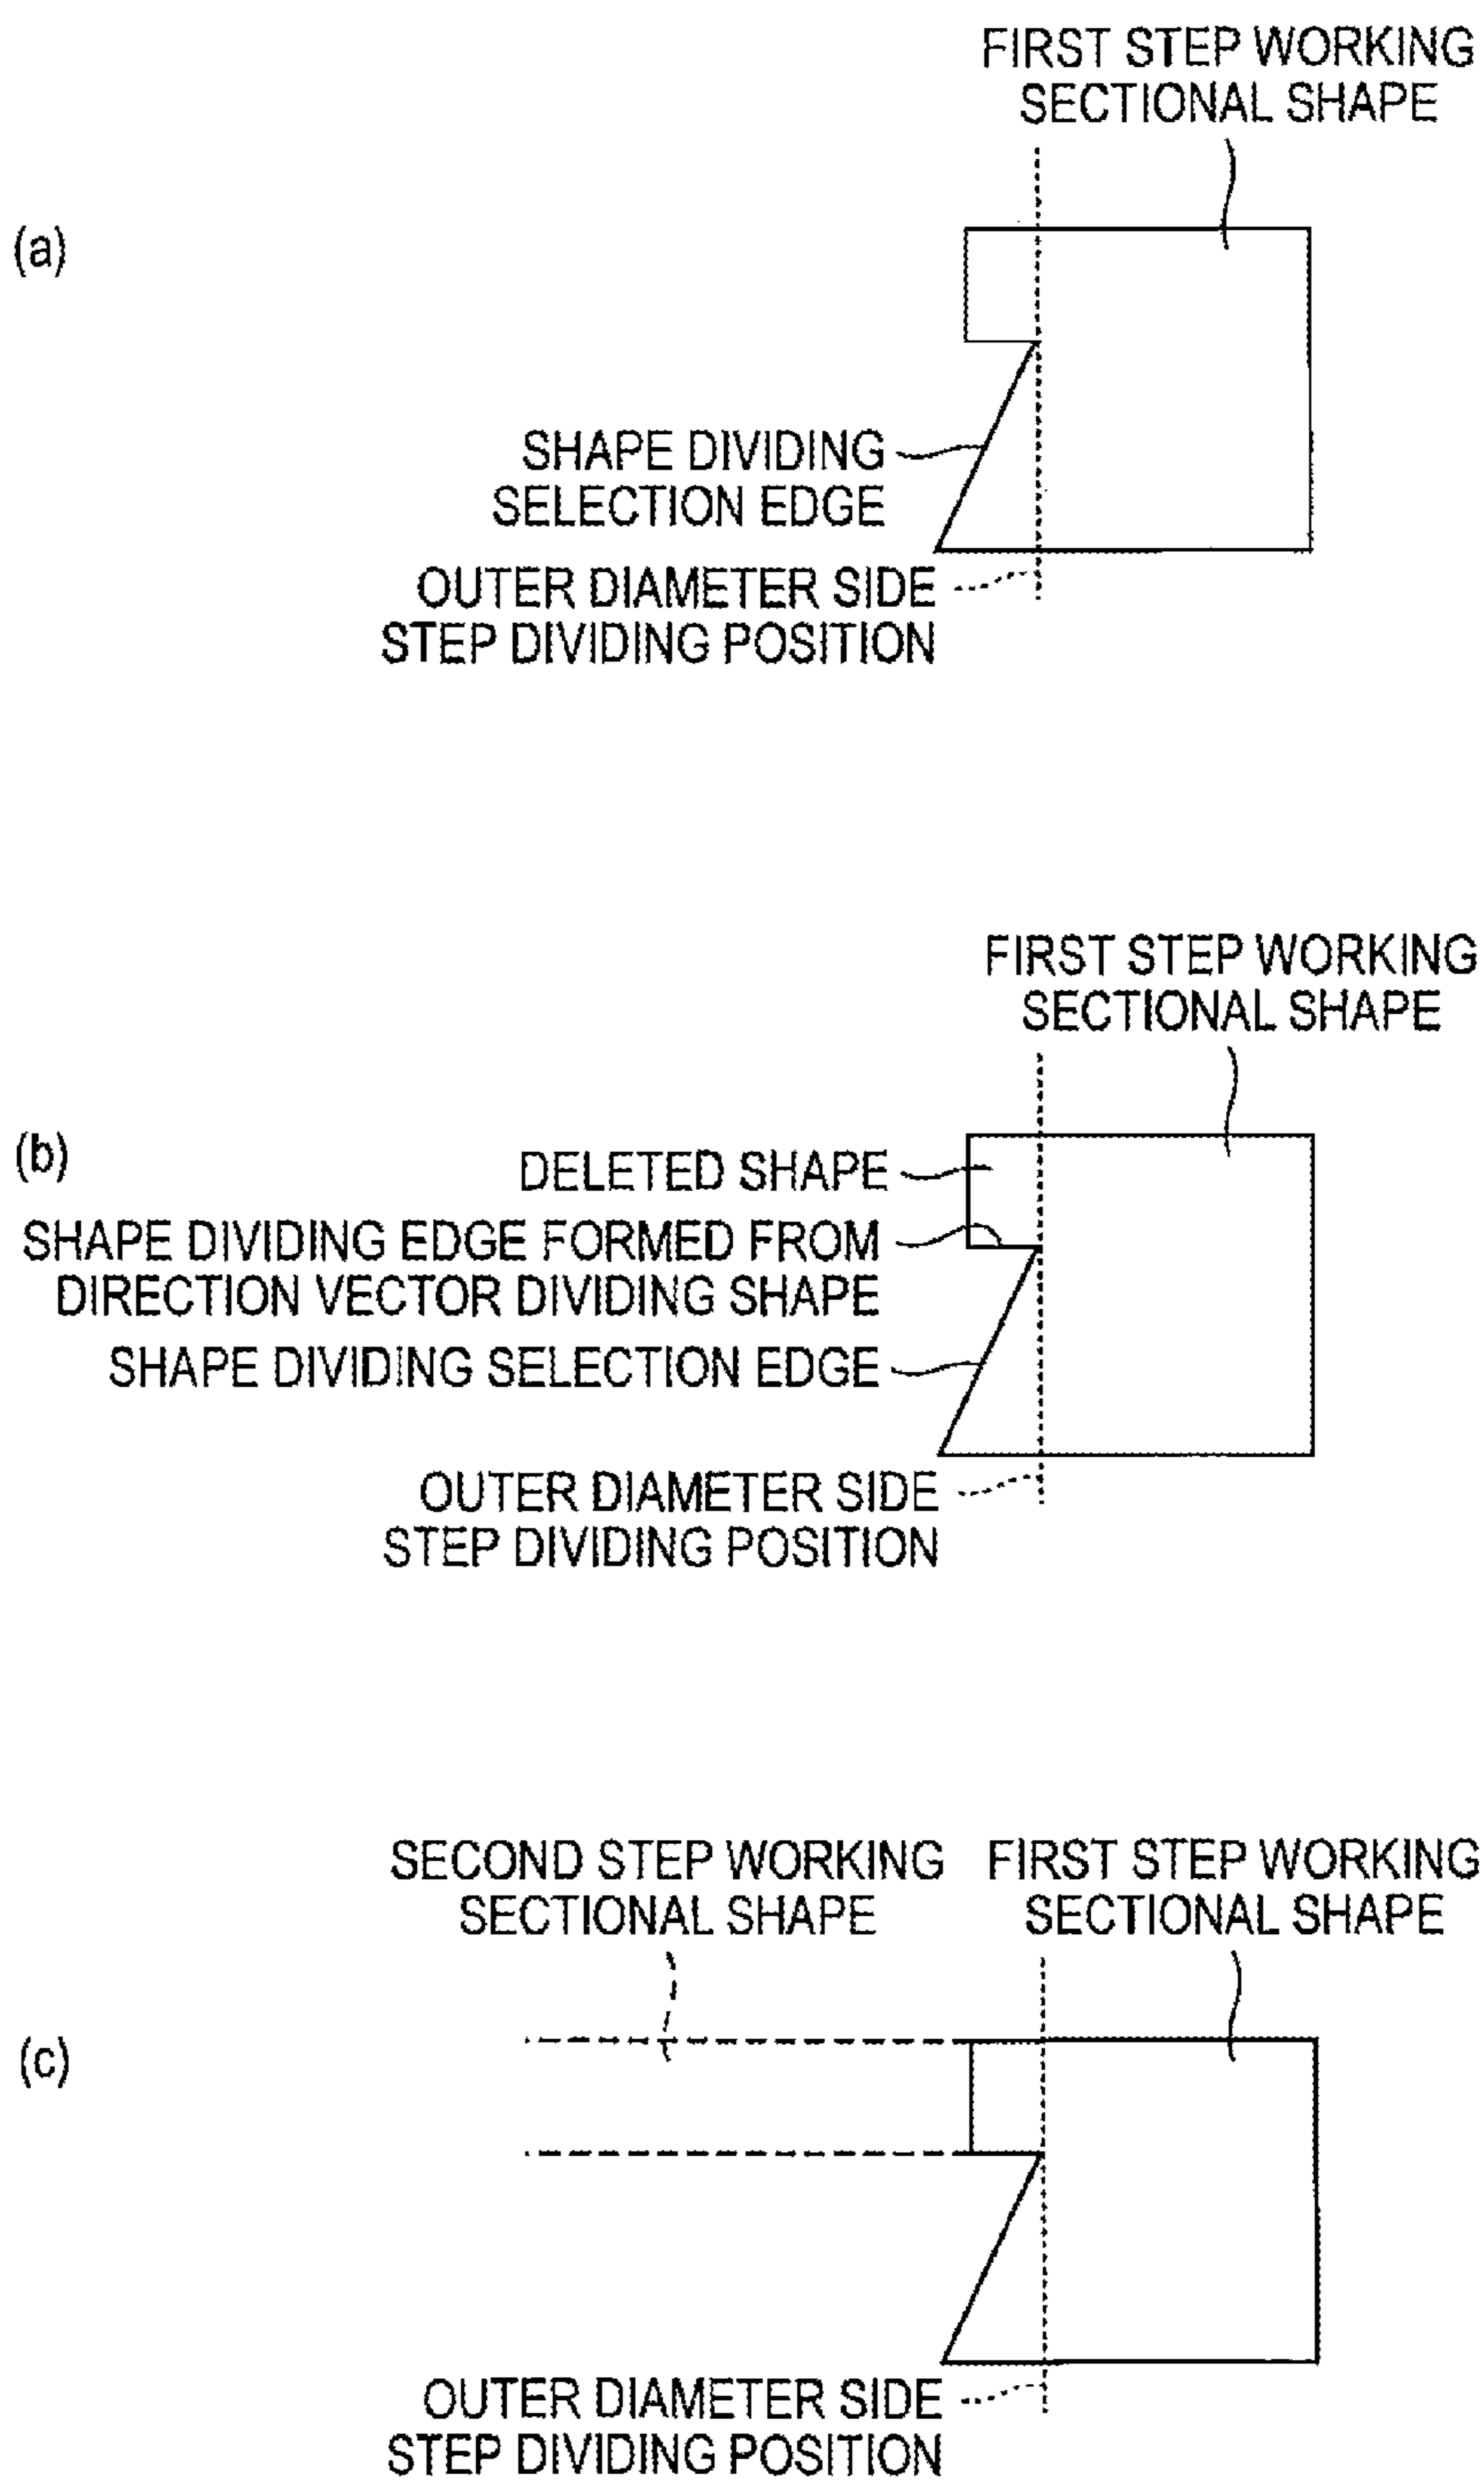 FIRST STEP WORKING
SECTIONAL SHAPE
(a)
SHAPE DIVIDING
SELECTION EDGE
OUTER DIAMETER SIDE
STEP DIVIDING POSITION
FIRST STEP WORKING
SECTIONAL SHAPE
(b)
DELETED SHAPE
SHAPE DIVIDING EDGE FORMED FROM
DIRECTION VECTOR DIVIDING SHAPE
SHAPE DIVIDING SELECTION EDGE
OUTER DIAMETER SIDE
STEP DIVIDING POSITION
SECOND STEP WORKING
SECTIONAL SHAPE
FIRST STEP WORKING
SECTIONAL SHAPE
(c)
OUTER DIAMETER SIDE
STEP DIVIDING POSITION